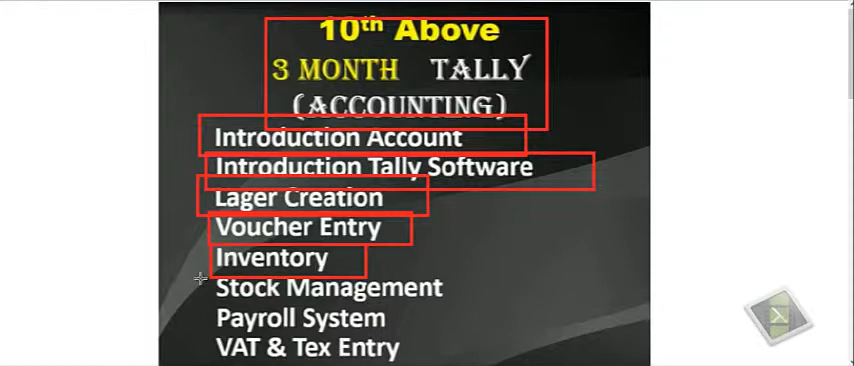 10th Above
3 MONTH TALLY
(ACCOUNTING)
Introduction Account
Introduction Tally Software
Lager Creation
Voucher Entry
Inventory
Stock Management
Payroll System
VAT & Tex Entry